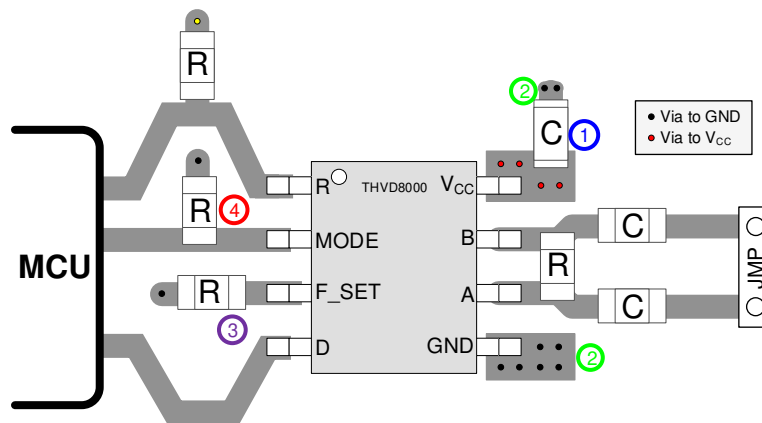 R
2
C
1
Via to GND
Via to VCC
R
4
R
THVD8000
VCC
MODE
B
C
MCU
R
JMP
R
F_SET
A
C
3
D
GND
2